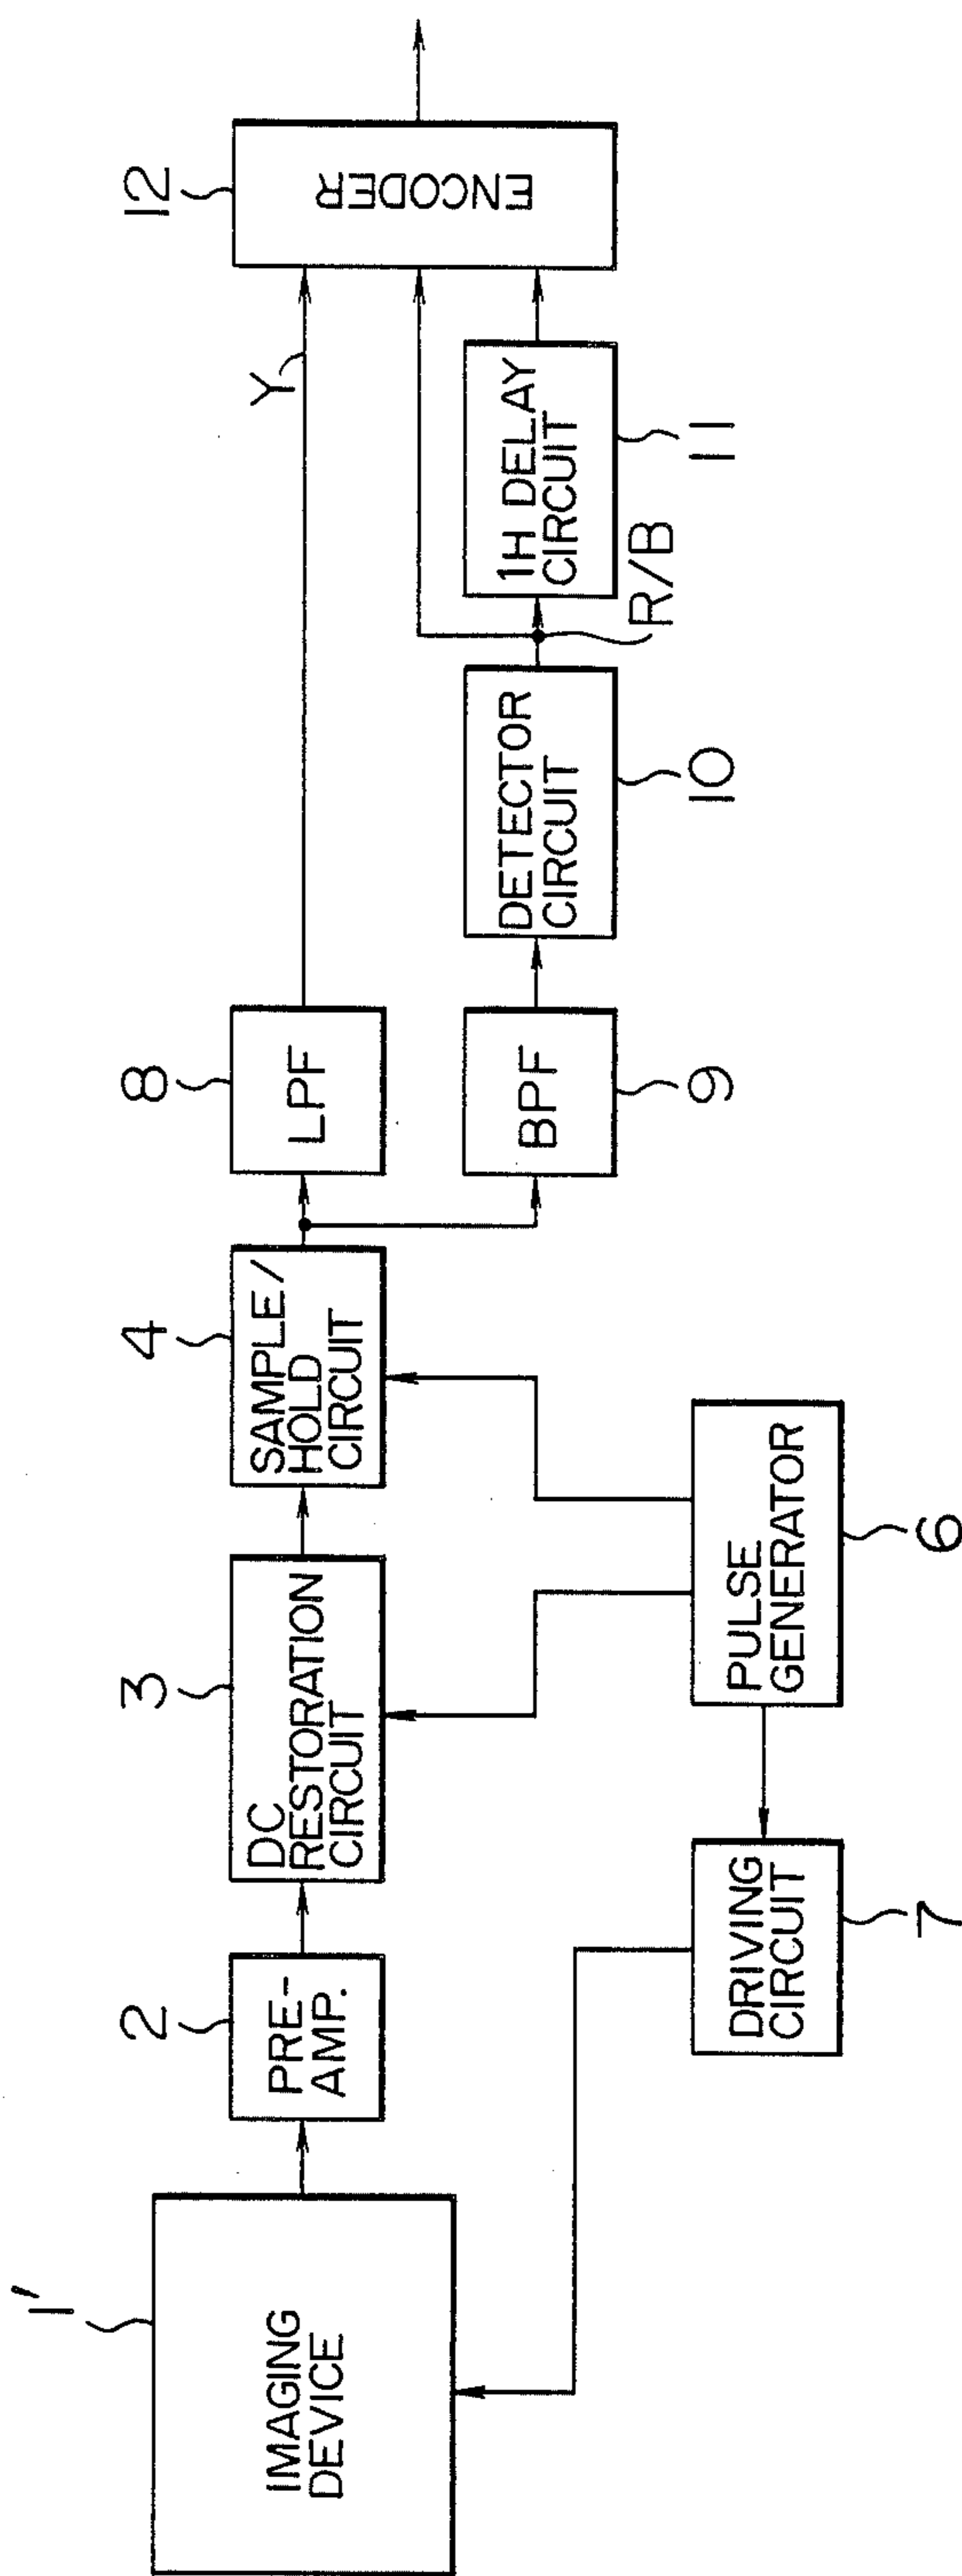 1'
IMAGING
DEVICE
2
PRE-
AMP.
3
DC
RESTORATION
CIRCUIT
4
SAMPLE/
HOLD
CIRCUIT
8
LPF
Y
12
ENCODER
9
BPF
10
DETECTOR
CIRCUIT
R/B
11
1H DELAY
CIRCUIT
7
DRIVING
CIRCUIT
6
PULSE
GENERATOR